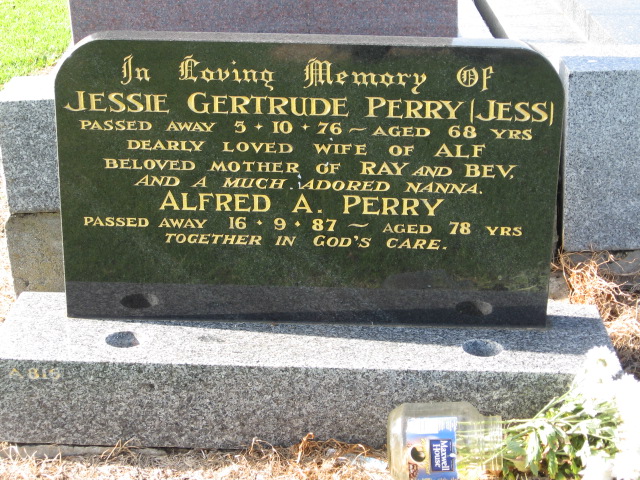 In Loving Memory Of
JESSIE GERTRUDE PERRY (JESS)
PASSED AWAY 5 • 10 • 76 ~ AGED 68 YRS
DEARLY LOVED WIFE OF ALF
BELOVED MOTHER OF RAY AND BEV,
AND A MUCH ADORED NANNA.
ALFRED A. PERRY
PASSED AWAY 16 • 9 • 87 ~ AGED 78 YRS
TOGETHER IN GOD'S CARE.
Maxwell
House